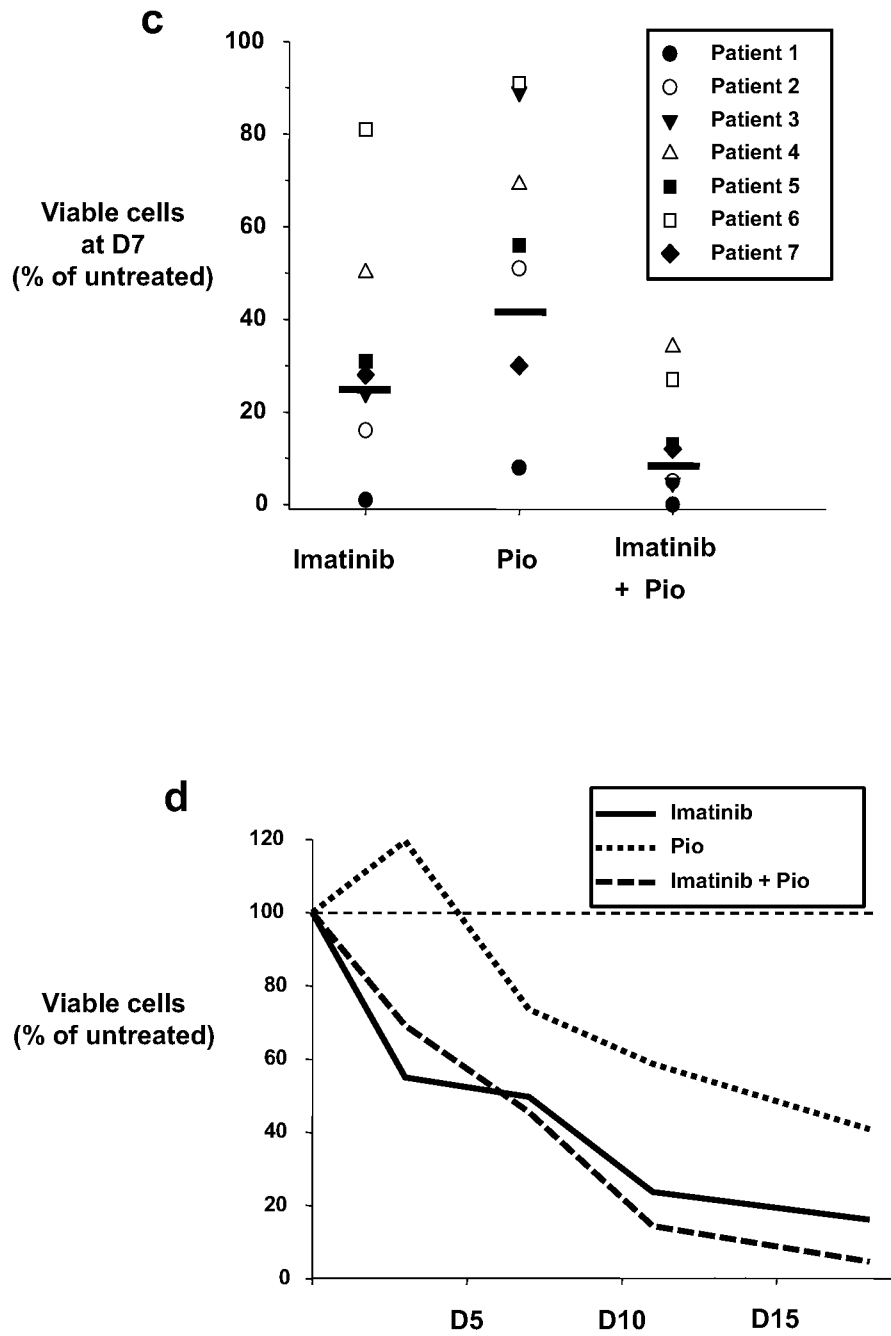 c
100
80
60
40
20
0
Viable cells
at D7
(% of untreated)
Patient 1
Patient 2
Patient 3
Patient 4
Patient 5
Patient 6
Patient 7
Imatinib
Pio
Imatinib
+ Pio
d
Imatinib
Pio
Imatinib + Pio
120
100
80
60
40
20
0
Viable cells
(% of untreated)
D5
D10
D15